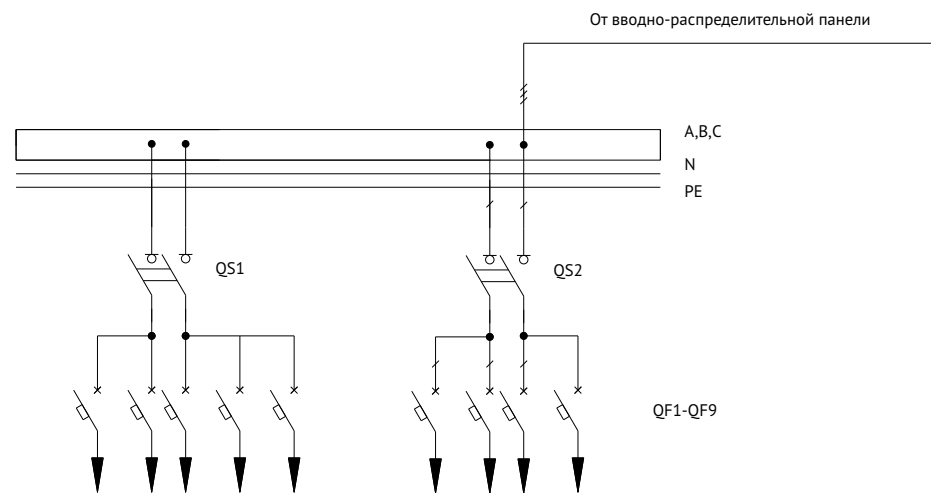 От вводно-распределительной панели
A,B,C
N
PE
QS1
QS2
QF1-QF9